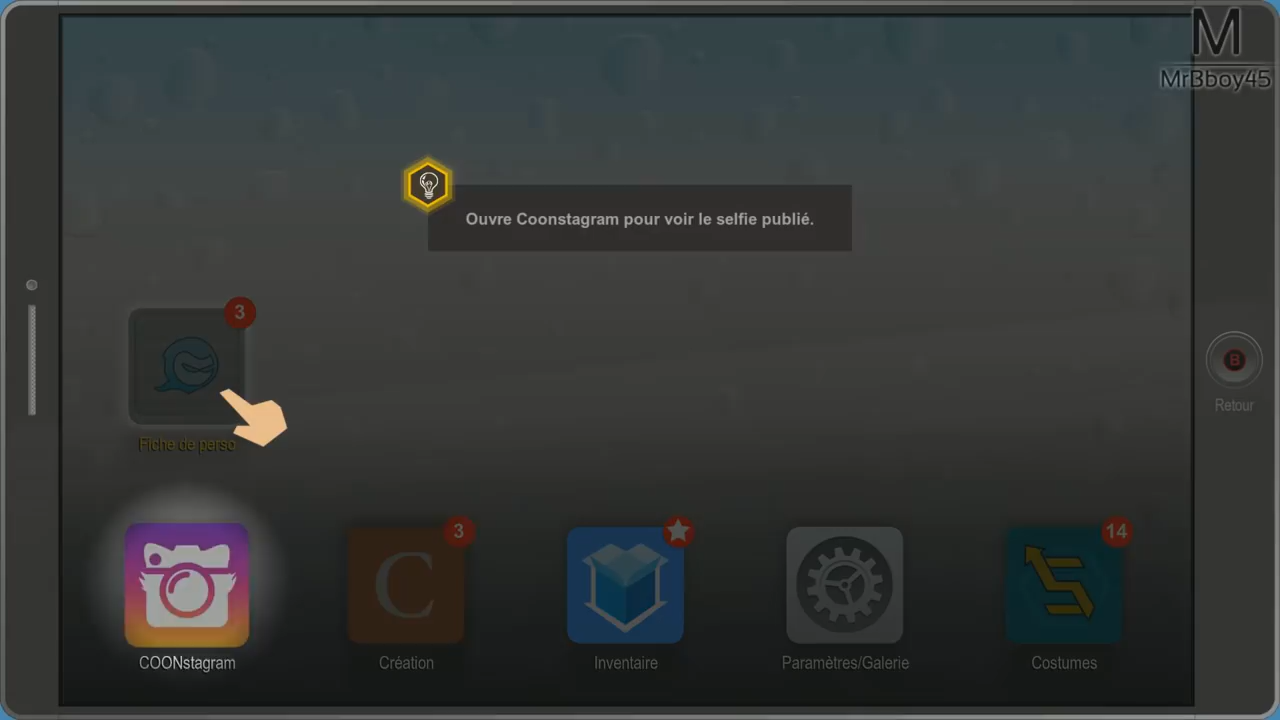 M
MrBboy45
Ouvre Coonstagram pour voir le selfie publié.
3
Fiche de perso
B
Retour
3
14
C
COONstagram
Création
Inventaire
Paramètres/Galerie
Costumes